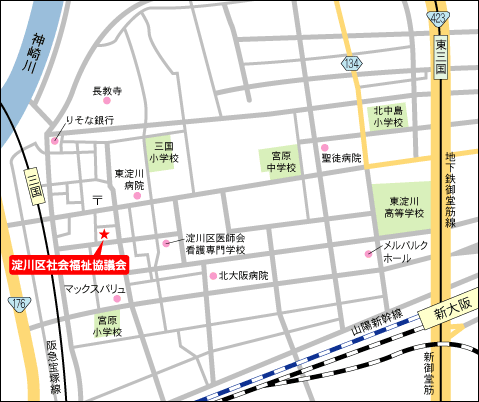 423
東三国
神崎川
134
長教寺
北中島
小学校
りそな銀行
三国
小学校
宮原
中学校
聖徒病院
地下鉄御堂筋線
三国
東淀川
病院
〒
東淀川
高等学校
淀川区医師会
看護専門学校
メルパルク
ホール
淀川区社会福祉協議会
北大阪病院
マックスバリュ
176
宮原
小学校
新大阪
山陽新幹線
阪急宝塚線
新御堂筋